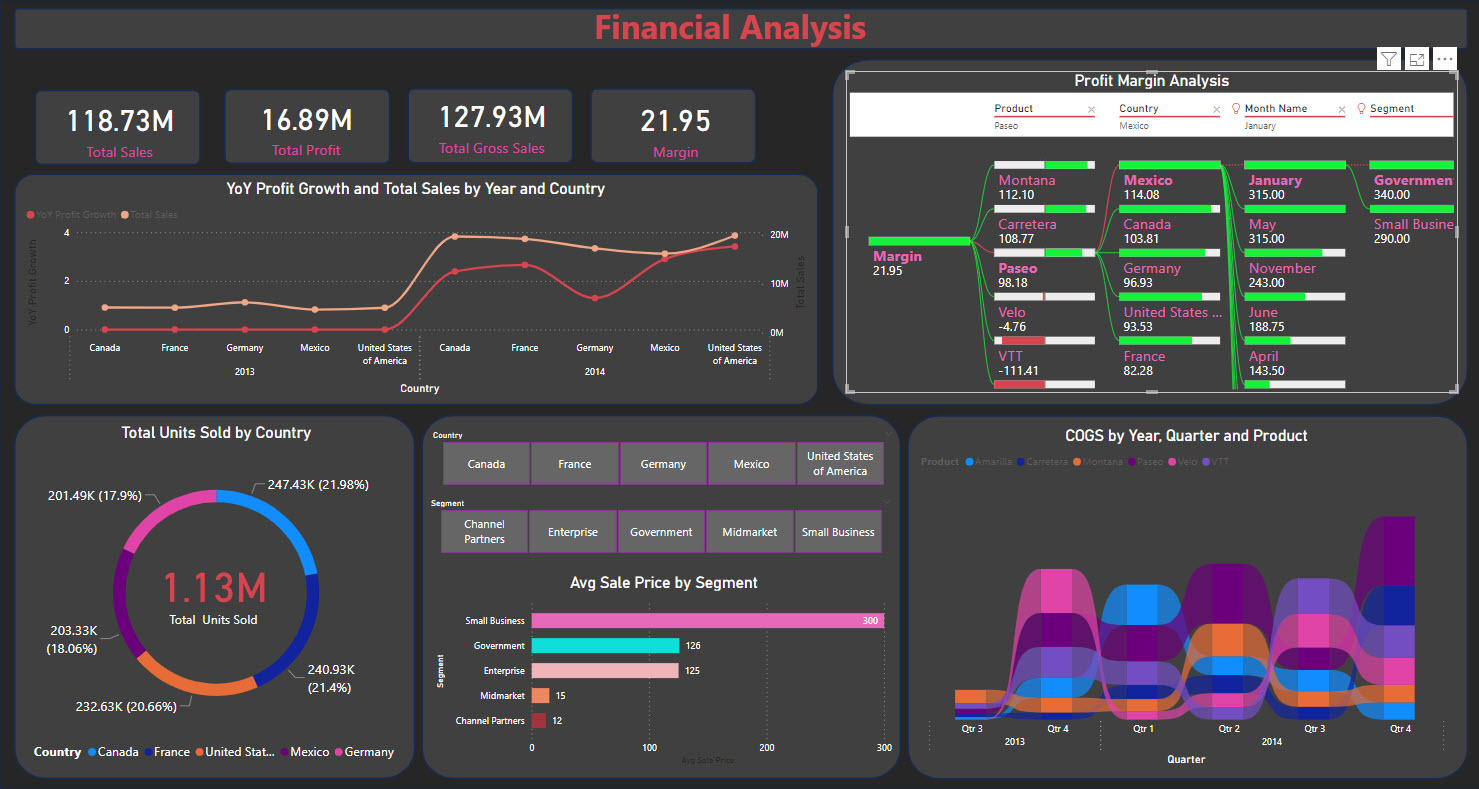 Financial Analysis
118.73M
Total Sales
16.89M
Total Profit
127.93M
Total Gross Sales
21.95
Margin
YoY Profit Growth and Total Sales by Year and Country
YoY Profit Growth Total Sales
YoY Profit Growth
4
2
0
Total Sales
20M
10M
0M
Canada France Germany Mexico United States of America Canada France Germany Mexico United States of America
2013 2014
Country
Profit Margin Analysis
Product Country Month Name Segment
Paseo Mexico January
Margin
21.95
Montana
112.10
Carretera
108.77
Paseo
98.18
Velo
-4.76
VTT
-111.41
Mexico
114.08
Canada
103.81
Germany
96.93
United States ...
93.53
France
82.28
January
315.00
May
315.00
November
243.00
June
188.75
April
143.50
Governmen
340.00
Small Busine
290.00
Total Units Sold by Country
247.43K (21.98%)
201.49K (17.9%)
1.13M
Total Units Sold
203.33K
(18.06%)
240.93K
(21.4%)
232.63K (20.66%)
Country Canada France United Stat... Mexico Germany
Country
Canada France Germany Mexico United States of America
Segment
Channel Partners Enterprise Government Midmarket Small Business
Avg Sale Price by Segment
Segment
Small Business 300
Government 126
Enterprise 125
Midmarket 15
Channel Partners 12
0 100 200 300
Avg Sale Price
COGS by Year, Quarter and Product
Product Amarilla Carretera Montana Paseo Velo VTT
Qtr 3 Qtr 4 Qtr 1 Qtr 2 Qtr 3 Qtr 4
2013 2014
Quarter